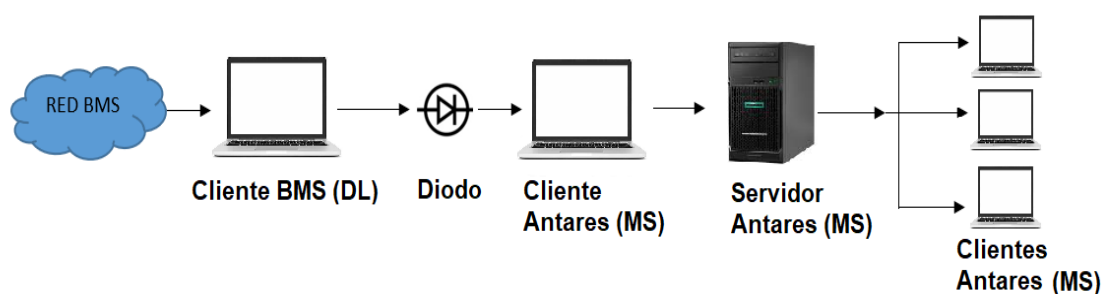 RED BMS
Cliente BMS (DL)
Diodo
Cliente
Antares (MS)
Servidor
Antares (MS)
Clientes
Antares (MS)